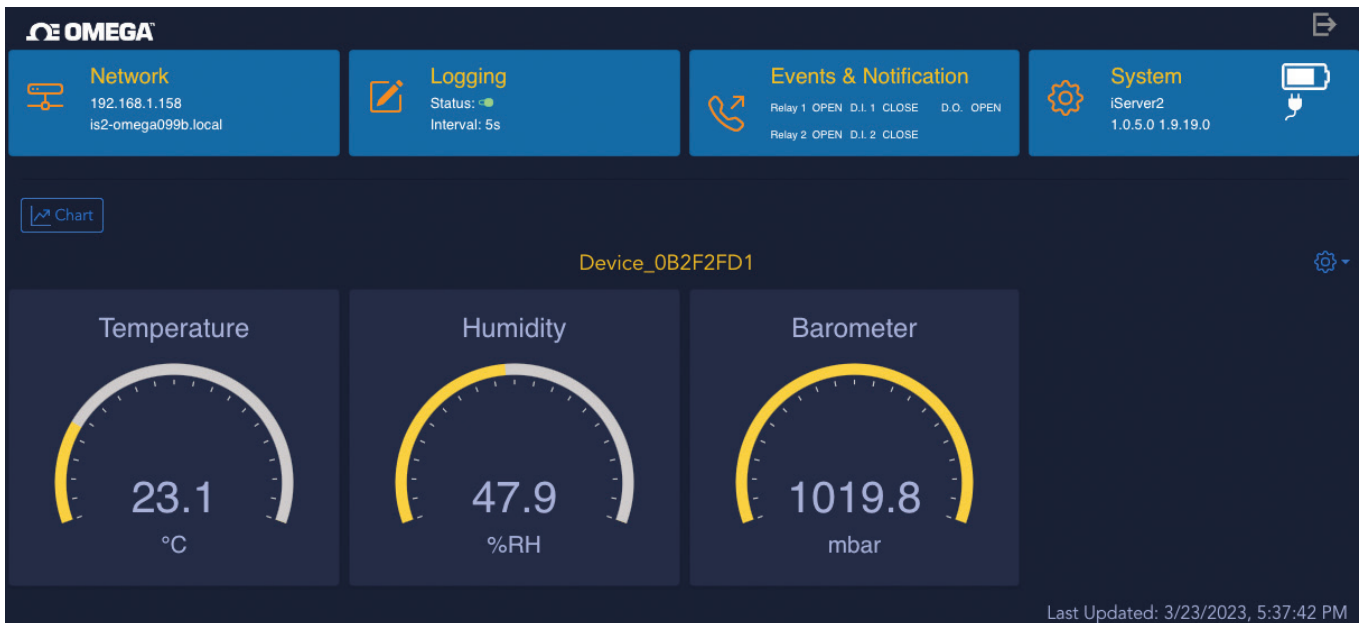 OMEGA
Network
192.168.1.158
is2-omega099b.local
Logging
Status:
Interval: 5s
Events & Notification
Relay 1 OPEN D.I. 1 CLOSE D.O. OPEN
Relay 2 OPEN D.I. 2 CLOSE
System
iServer2
1.0.5.0 1.9.19.0
Chart
Device_0B2F2FD1
Temperature
23.1
°C
Humidity
47.9
%RH
Barometer
1019.8
mbar
Last Updated: 3/23/2023, 5:37:42 PM